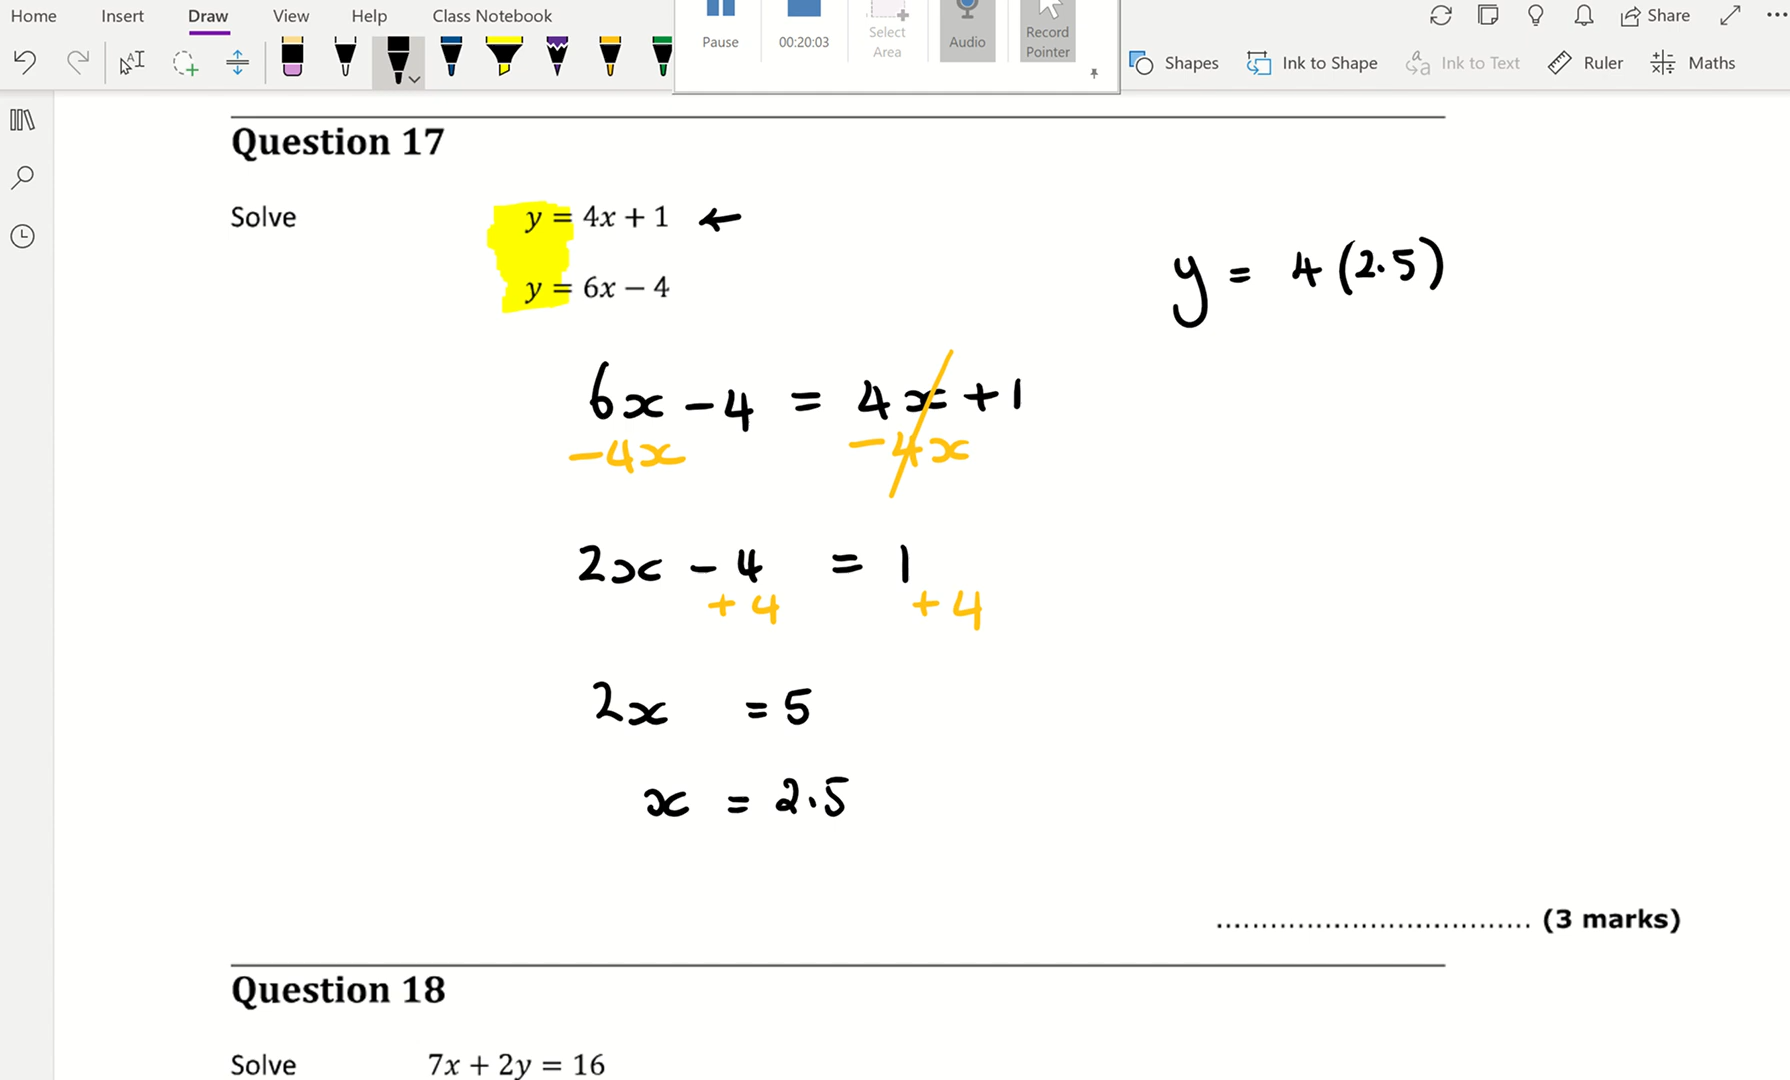 Home Insert Draw View Help Class Notebook
Pause 00:20:03 Select Area Audio Record Pointer
Share
Shapes Ink to Shape Ink to Text Ruler Maths
Question 17
Solve y = 4x + 1 ←
y = 6x − 4
y = 4(2.5)
6x − 4 = 4x + 1
−4x −4x
2x − 4 = 1
+4 +4
2x = 5
x = 2.5
................................... (3 marks)
Question 18
Solve 7x + 2y = 16